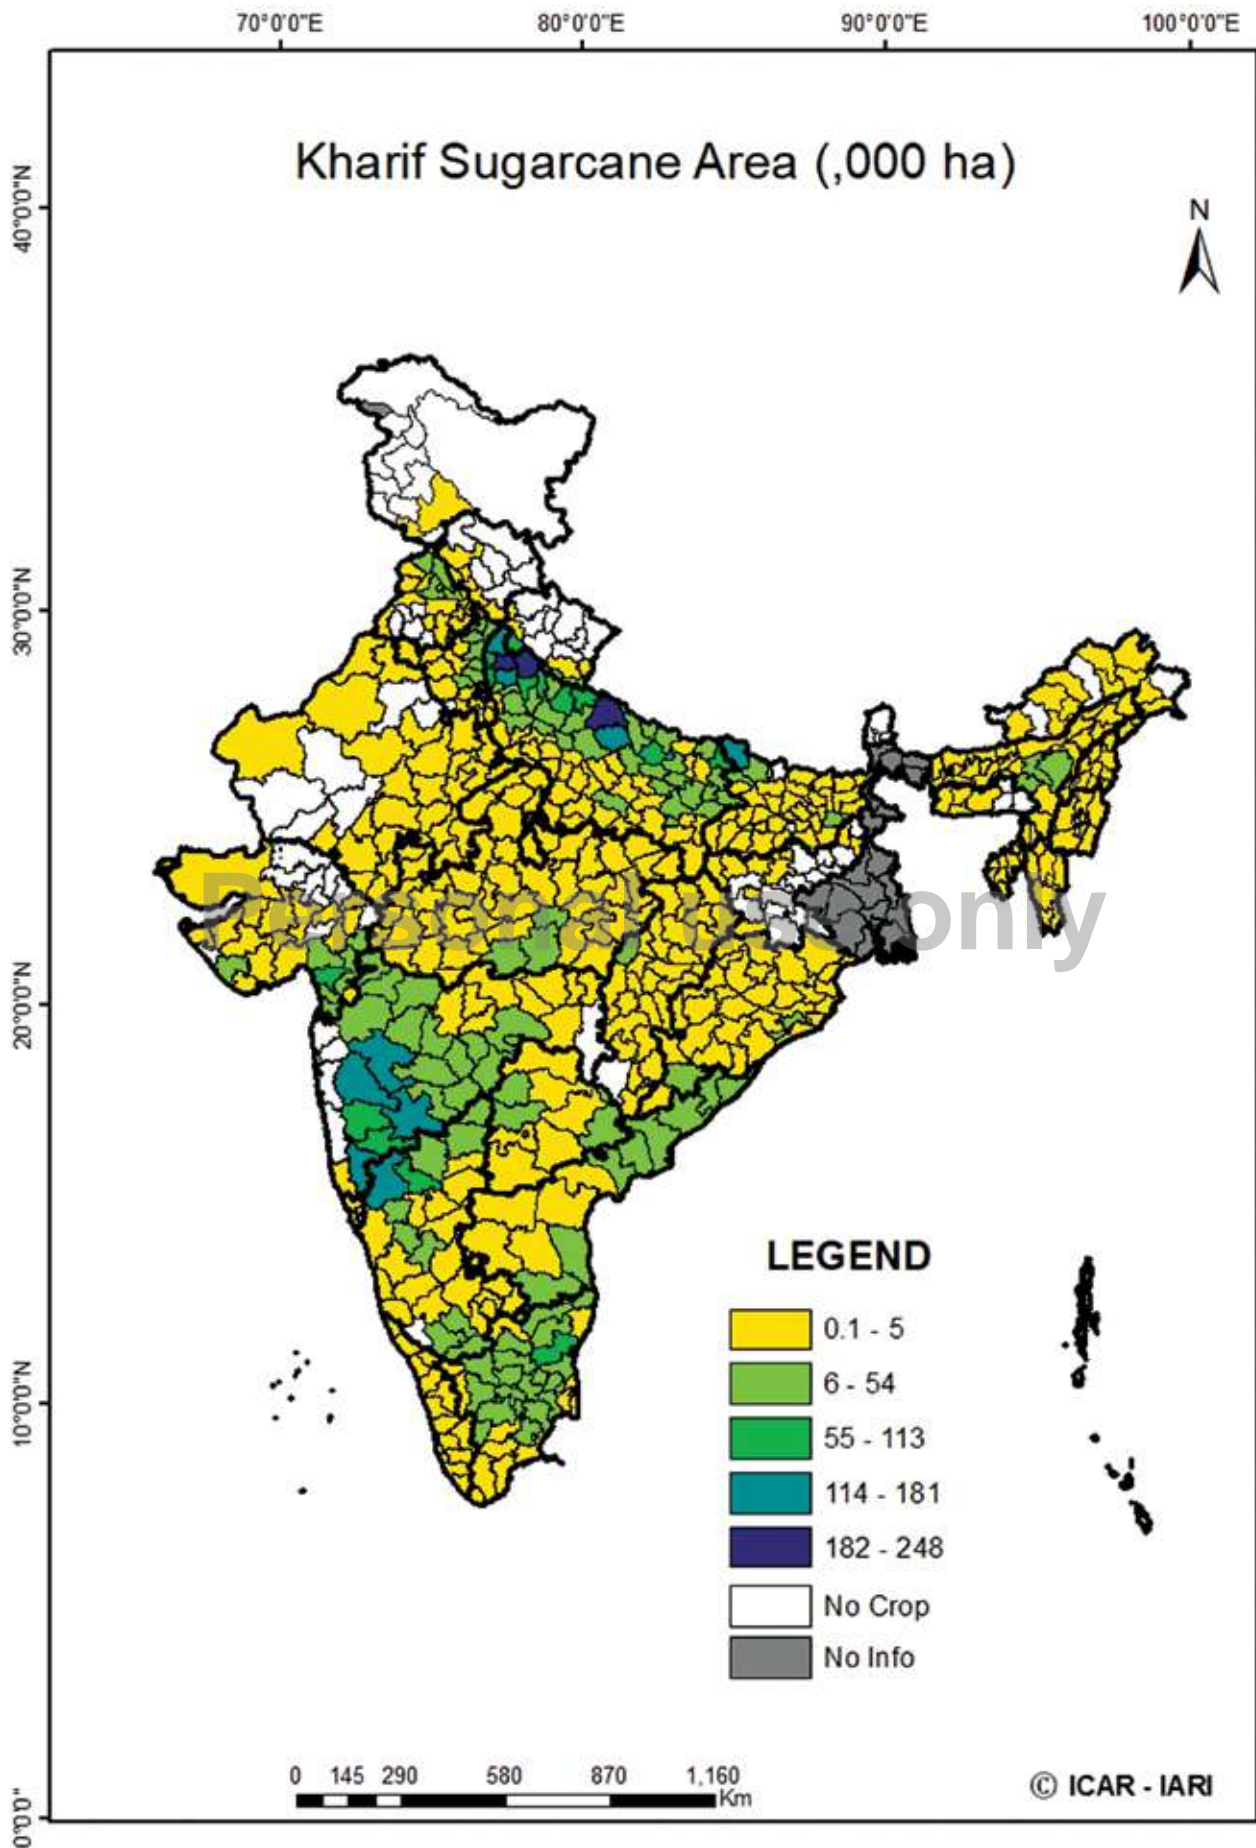 70°0'0"E 80°0'0"E 90°0'0"E 100°0'0"E
Kharif Sugarcane Area (,000 ha)
N
40°0'0"N
30°0'0"N
20°0'0"N
10°0'0"N
0°0'0"
Personal use only
LEGEND
0.1 - 5
6 - 54
55 - 113
114 - 181
182 - 248
No Crop
No Info
0 145 290 580 870 1,160
Km
© ICAR - IARI